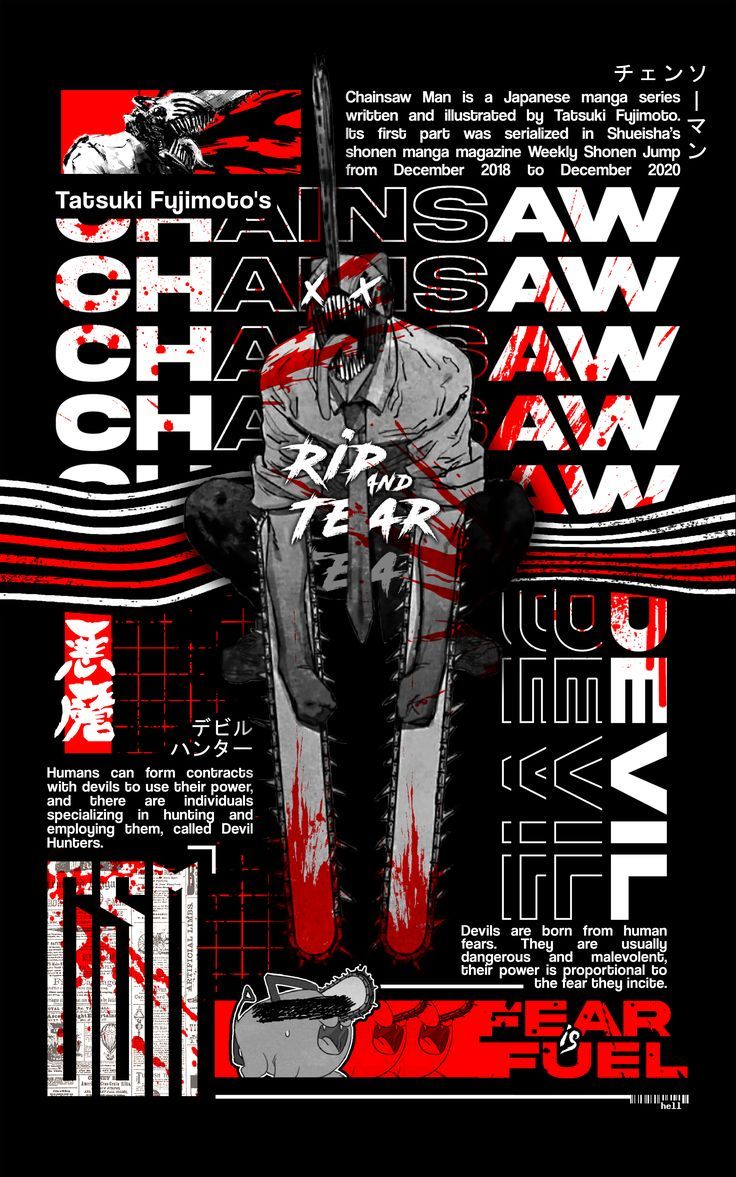 チェンソーマン
Chainsaw Man is a Japanese manga series
written and illustrated by Tatsuki Fujimoto.
Its first part was serialized in Shueisha's
shonen manga magazine Weekly Shonen Jump
from December 2018 to December 2020
Tatsuki Fujimoto's
CHAINSAW
CHAINSAW
CHAINSAW
CHAINSAW
AW
RIP
AND
TE4R
E4
悪魔
デビル
ハンター
Humans can form contracts
with devils to use their power,
and there are individuals
specializing in hunting and
employing them, called Devil
Hunters.
CSM
ARTIFICIAL LIMBS.
DEVIL
DEVIL
DEVIL
Devils are born from human
fears. They are usually
dangerous and malevolent,
their power is proportional to
the fear they incite.
FEAR
is
FUEL
hell